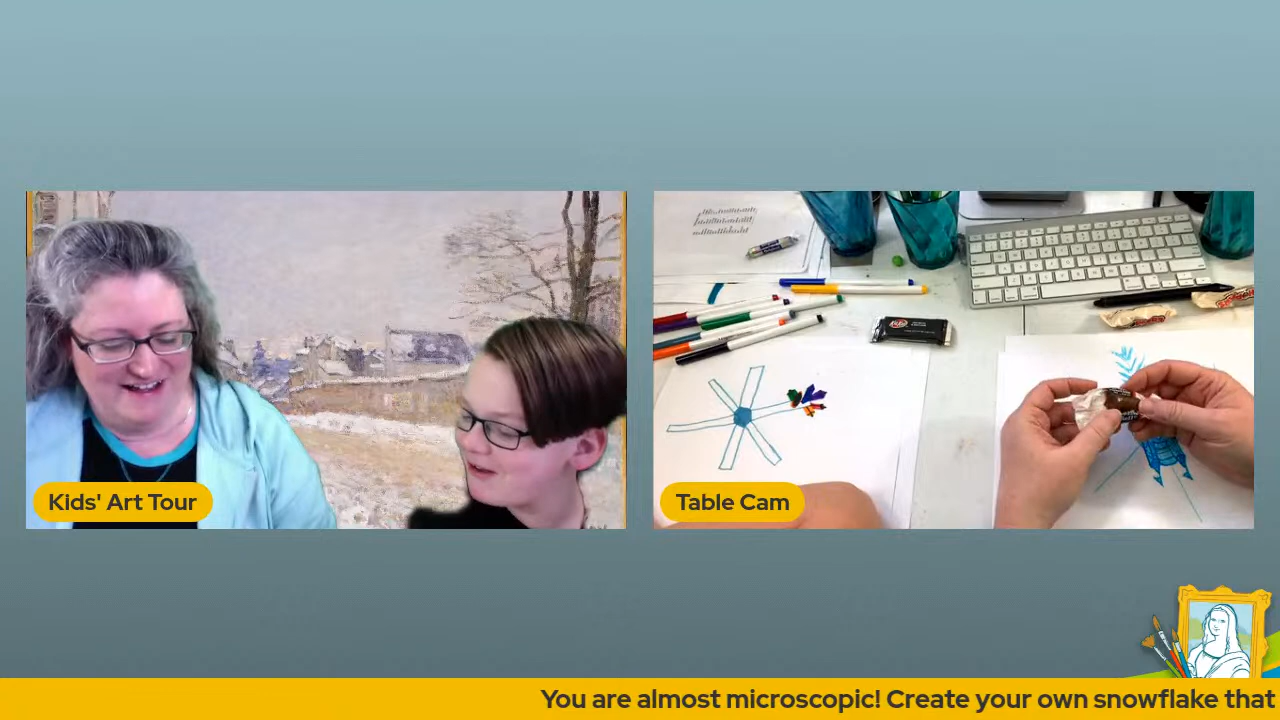 Kids' Art Tour
Table Cam
You are almost microscopic! Create your own snowflake that